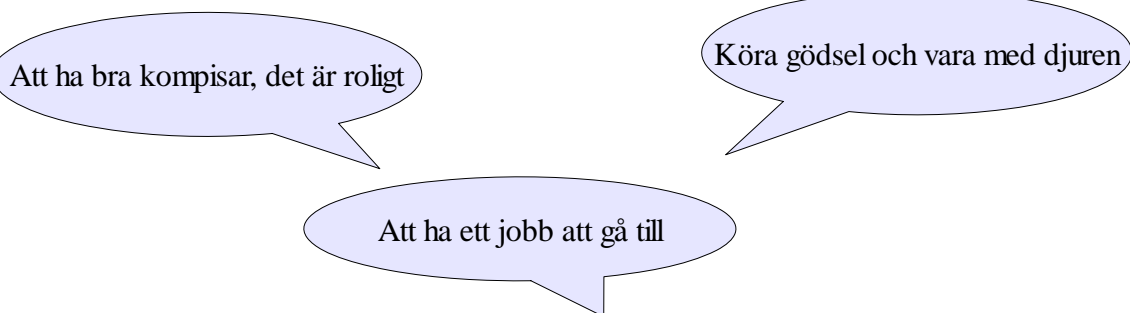 Att ha bra kompisar, det är roligt
Köra gödsel och vara med djuren
Att ha ett jobb att gå till